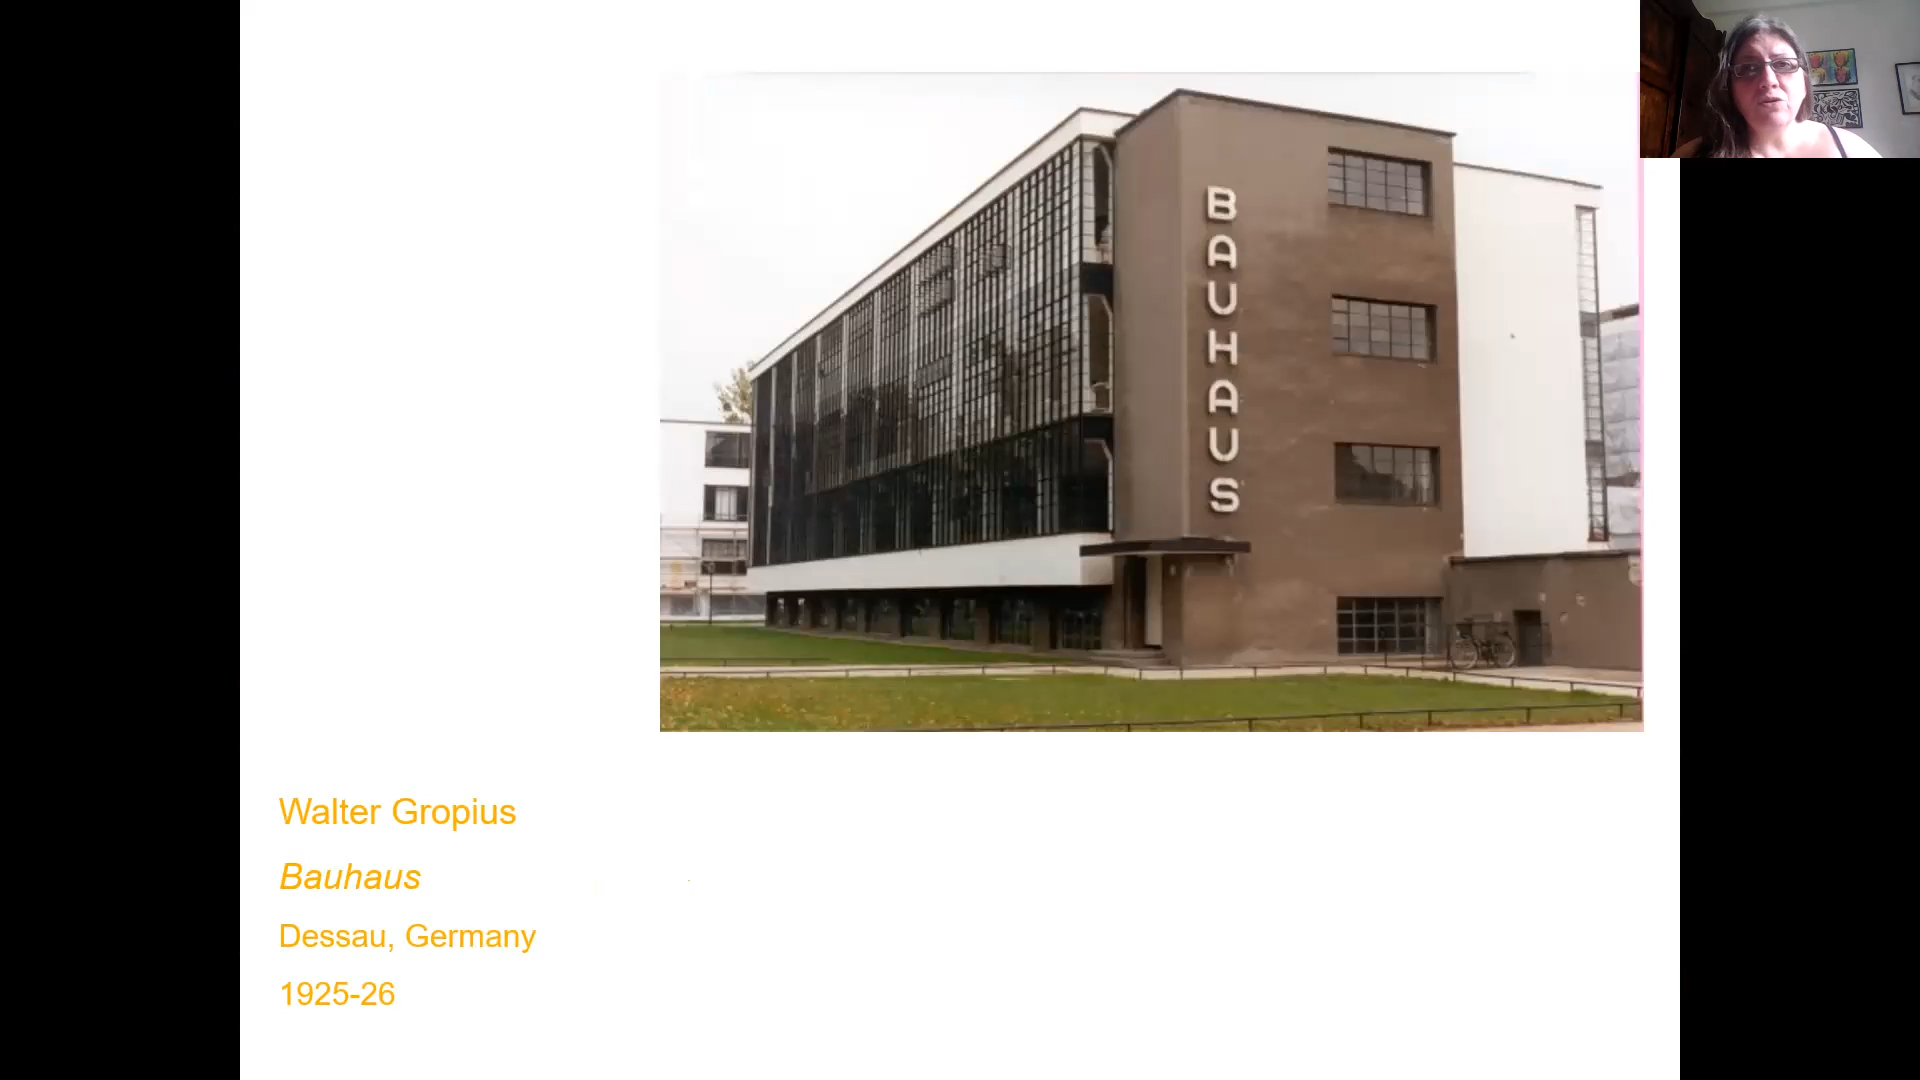 BAUHAUS
Walter Gropius
Bauhaus
Dessau, Germany
1925-26